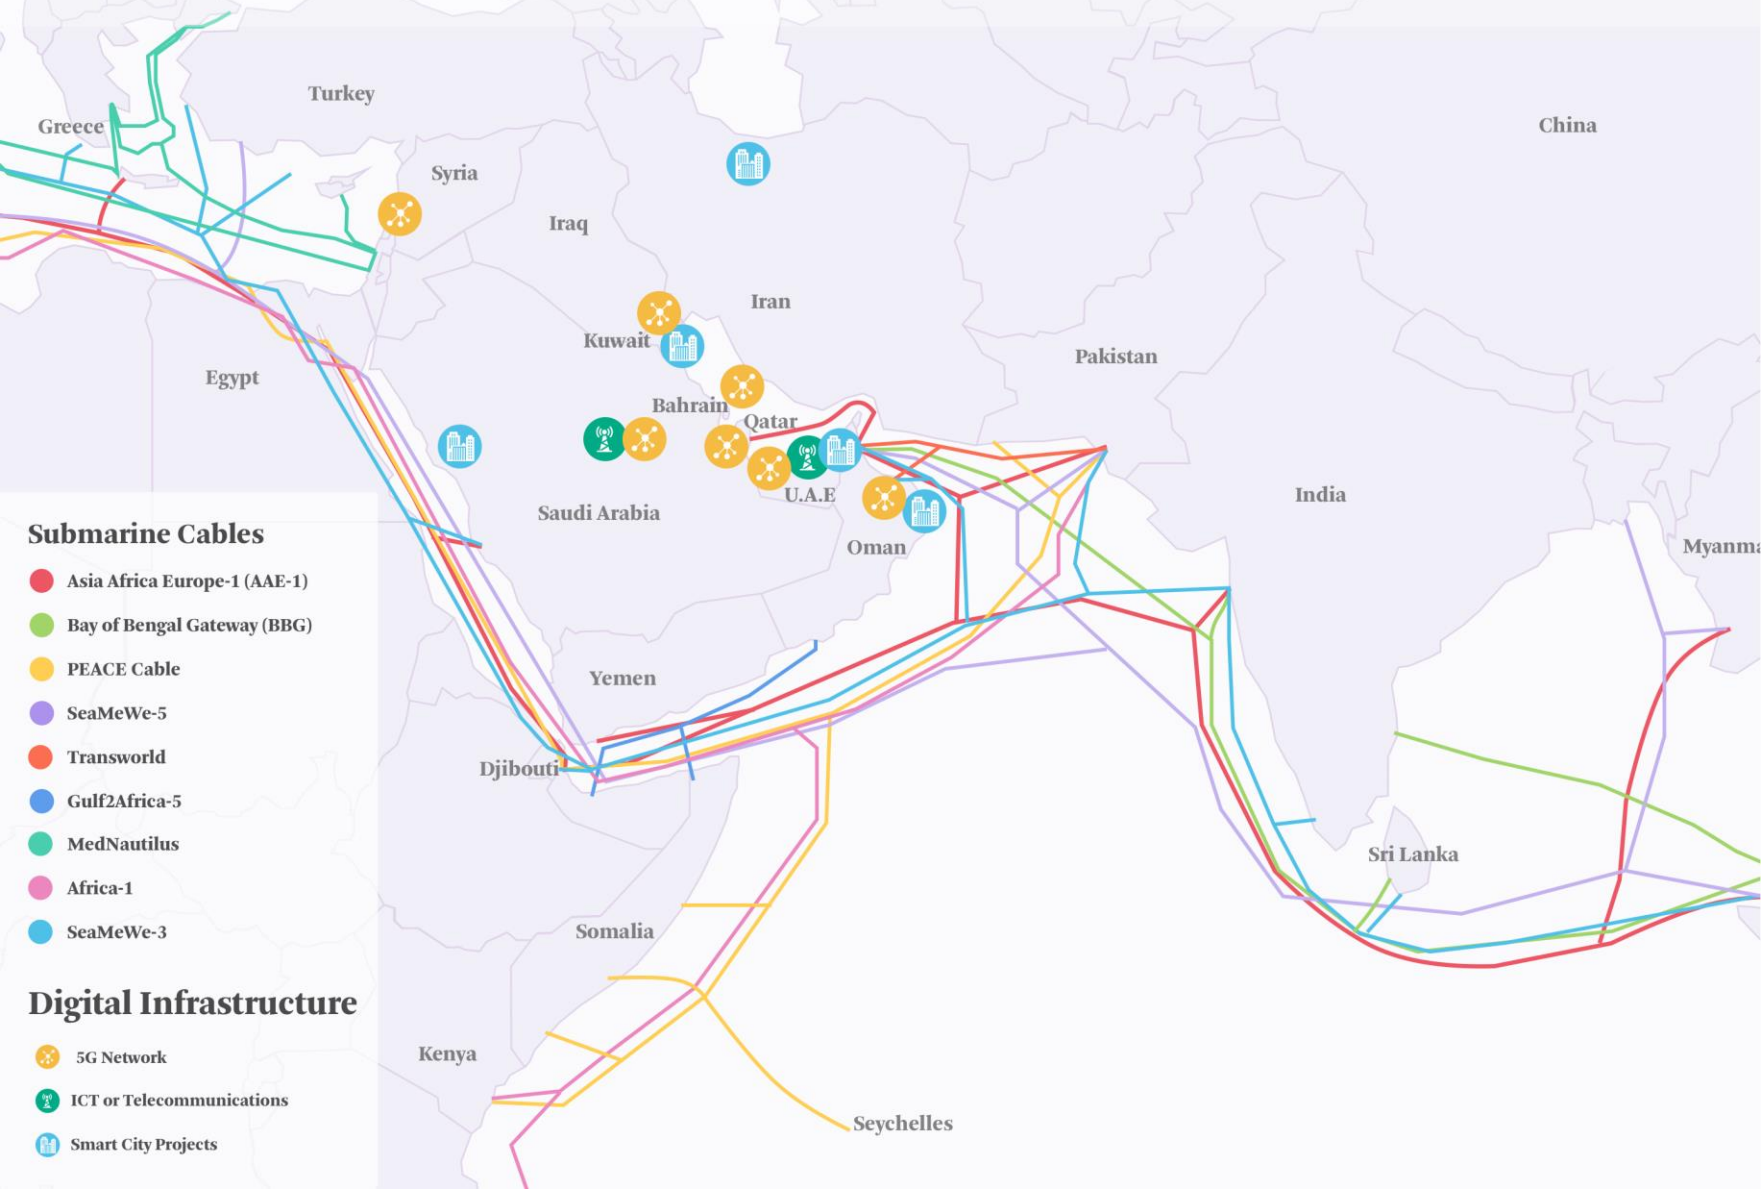 Turkey
Greece
China
Syria
Iraq
Iran
Kuwait
Pakistan
Egypt
Bahrain
Qatar
U.A.E
India
Saudi Arabia
Oman
Myanma
Yemen
Djibouti
Sri Lanka
Somalia
Kenya
Seychelles
Submarine Cables
Asia Africa Europe-1 (AAE-1)
Bay of Bengal Gateway (BBG)
PEACE Cable
SeaMeWe-5
Transworld
Gulf2Africa-5
MedNautilus
Africa-1
SeaMeWe-3
Digital Infrastructure
5G Network
ICT or Telecommunications
Smart City Projects